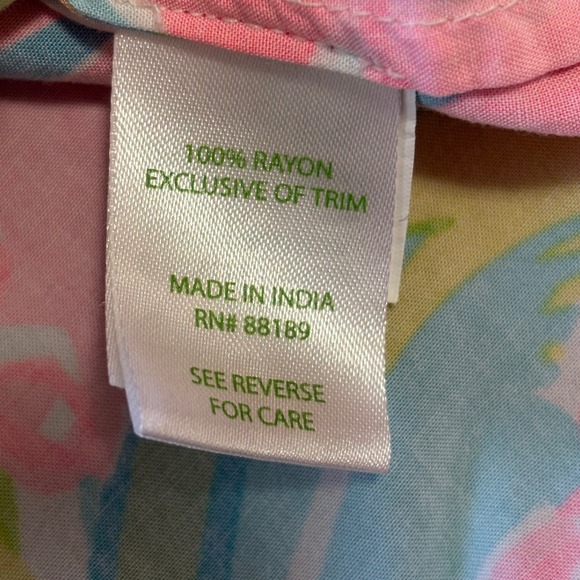 100% RAYON
EXCLUSIVE OF TRIM
MADE IN INDIA
RN# 88189
SEE REVERSE
FOR CARE